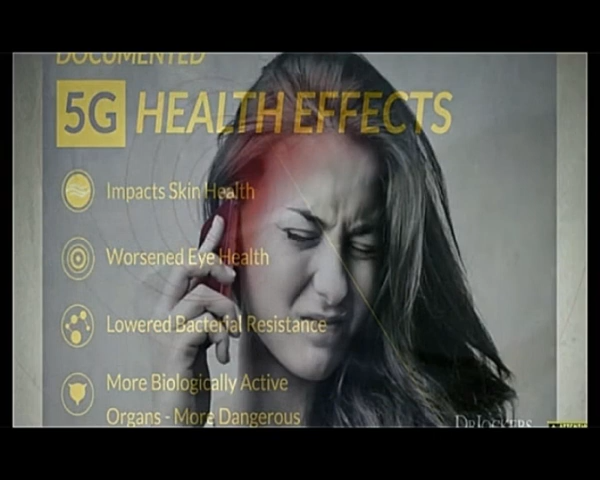 DOCUMENTED
5G HEALTH EFFECTS
Impacts Skin Health
Worsened Eye Health
Lowered Bacterial Resistance
More Biologically Active
Organs - More Dangerous
DRJOCKERS